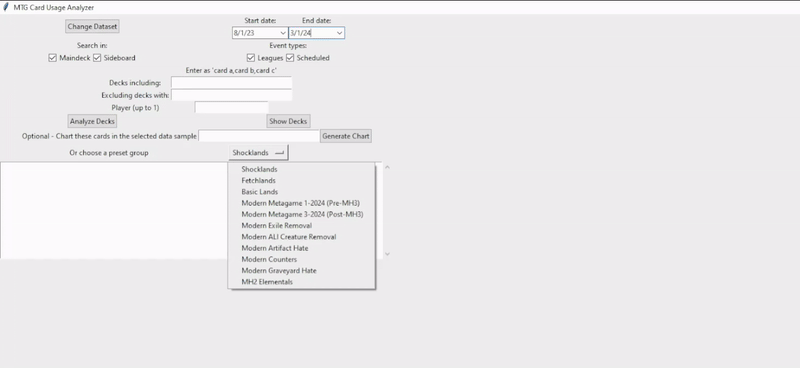 MTG Card Usage Analyzer
Change Dataset
Start date: End date:
8/1/23 3/1/24
Search in: Event types:
Maindeck Sideboard Leagues Scheduled
Enter as 'card a,card b,card c'
Decks including:
Excluding decks with:
Player (up to 1)
Analyze Decks Show Decks
Optional - Chart these cards in the selected data sample Generate Chart
Or choose a preset group Shocklands
Shocklands
Fetchlands
Basic Lands
Modern Metagame 1-2024 (Pre-MH3)
Modern Metagame 3-2024 (Post-MH3)
Modern Exile Removal
Modern ALl Creature Removal
Modern Artifact Hate
Modern Counters
Modern Graveyard Hate
MH2 Elementals